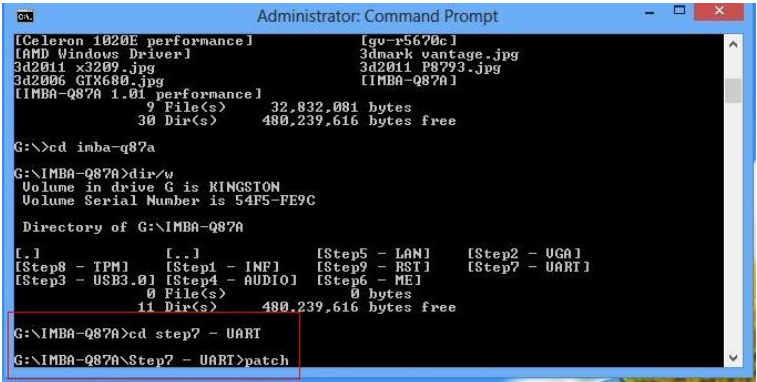 Administrator: Command Prompt
[Celeron 1020E performance] [gv-r5670c]
[AMD Windows Driver] 3dmark vantage.jpg
3d2011 x3209.jpg 3d2011 P8793.jpg
3d2006 GTX680.jpg [IMBA-Q87A]
[IMBA-Q87A 1.01 performance]
9 File(s) 32,832,081 bytes
30 Dir(s) 480,239,616 bytes free
G:\>cd imba-q87a
G:\IMBA-Q87A>dir/w
Volume in drive G is KINGSTON
Volume Serial Number is 54F5-FE9C
Directory of G:\IMBA-Q87A
[.] [..] [Step5 - LAN] [Step2 - VGA]
[Step8 - TPM] [Step1 - INF] [Step9 - RST] [Step7 - UART]
[Step3 - USB3.0] [Step4 - AUDIO] [Step6 - ME]
0 File(s) 0 bytes
11 Dir(s) 480,239,616 bytes free
G:\IMBA-Q87A>cd step7 - UART
G:\IMBA-Q87A\Step7 - UART>patch